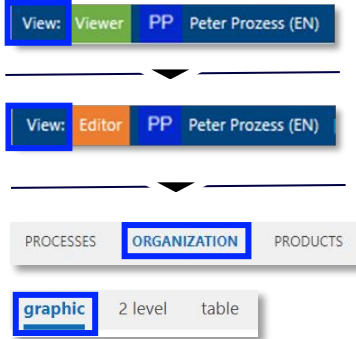 View: Viewer PP Peter Prozess (EN)
View: Editor PP Peter Prozess (EN)
PROCESSES ORGANIZATION PRODUCTS
graphic 2 level table